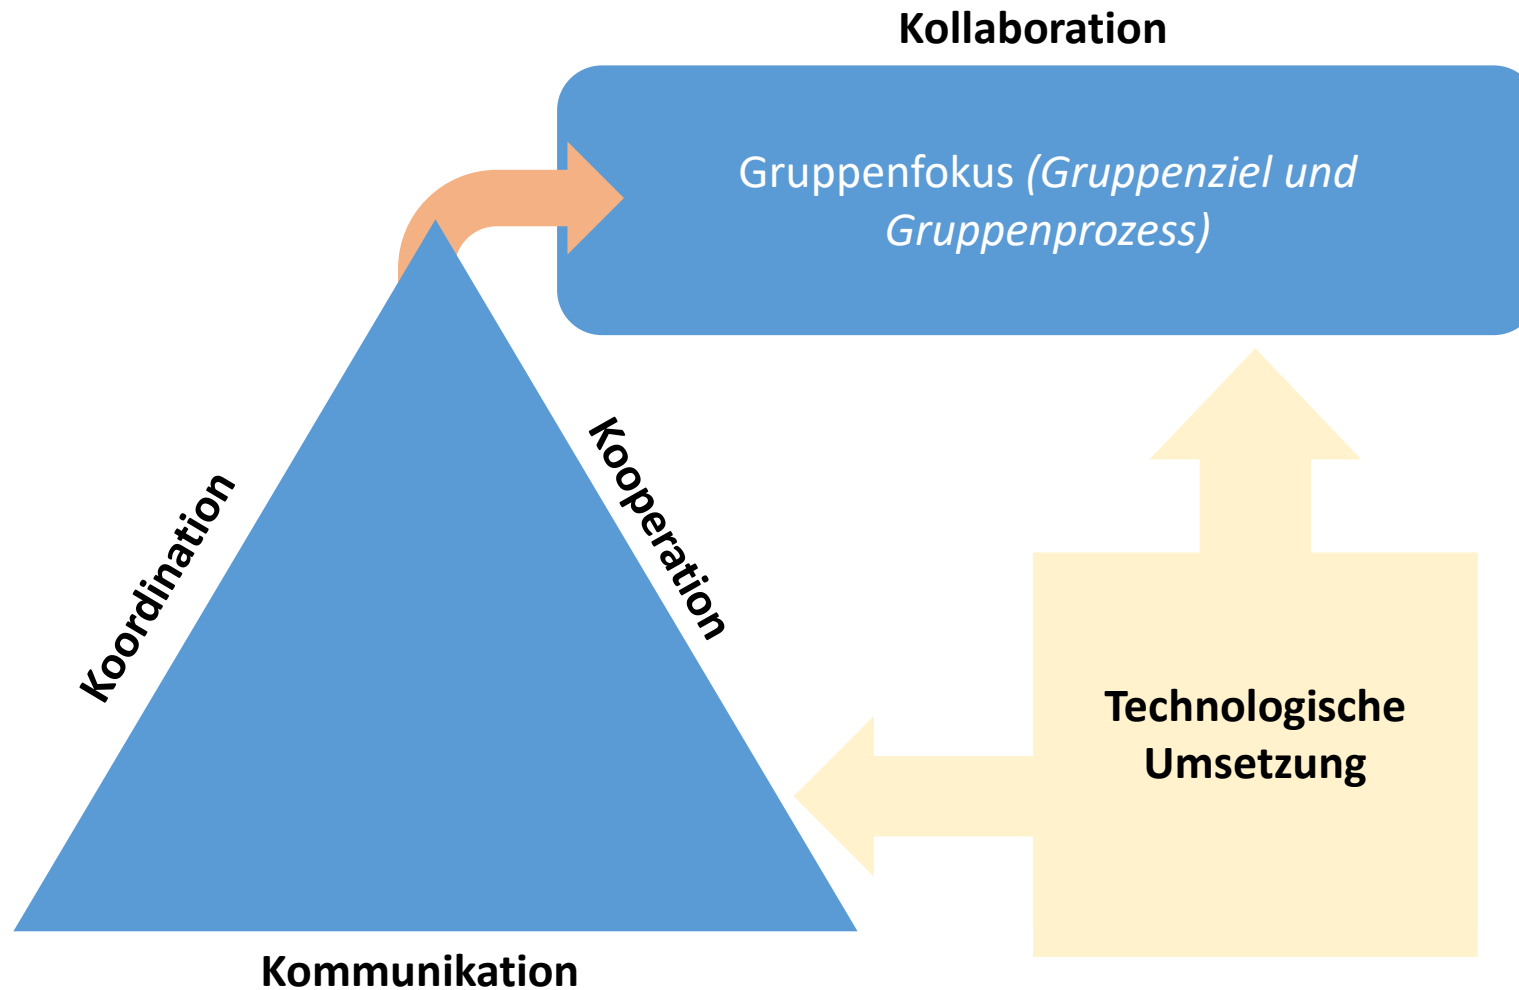 Kollaboration
Gruppenfokus (Gruppenziel und
Gruppenprozess)
Koordination
Kooperation
Technologische
Umsetzung
Kommunikation